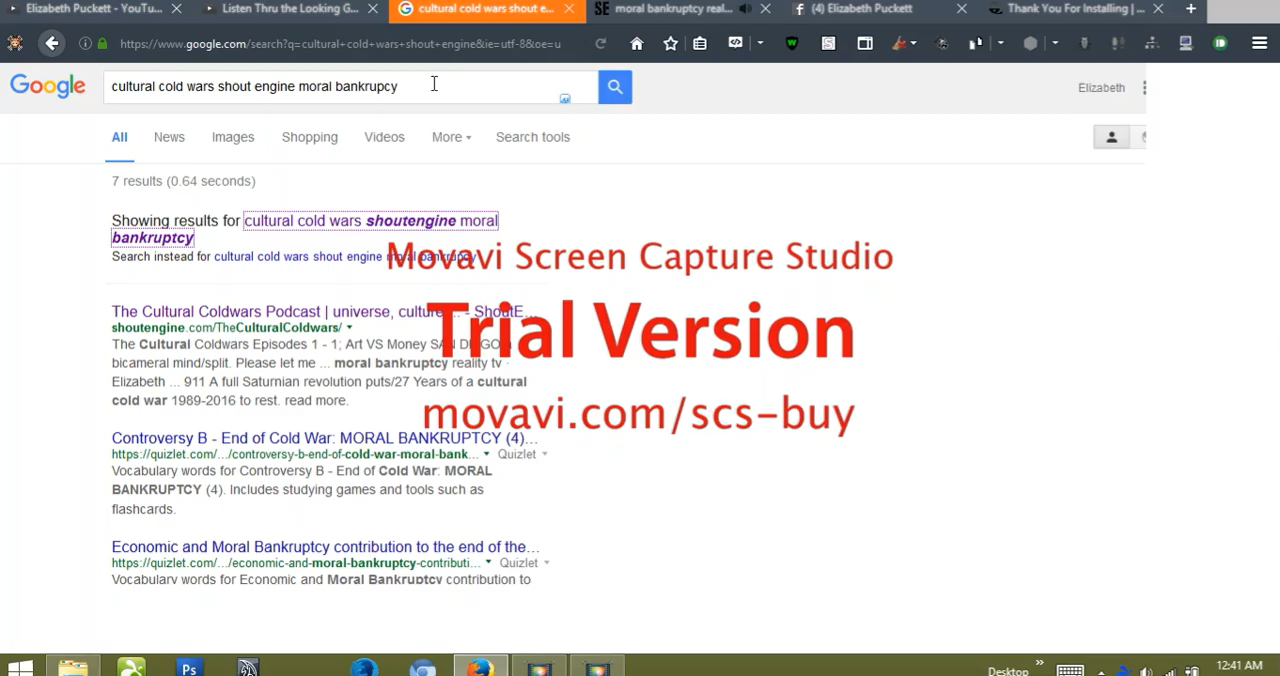 Elizabeth Puckett - YouT...
Listen Thru the Looking G...
cultural cold wars shout e...
moral bankruptcy real...
(4) Elizabeth Puckett
Thank You For Installing | ...
https://www.google.com/search?q=cultural+cold+wars+shout+engine&ie=utf-8&oe=u
Google
cultural cold wars shout engine moral bankrupcy
Elizabeth
All News Images Shopping Videos More Search tools
7 results (0.64 seconds)
Showing results for cultural cold wars shoutengine moral
bankruptcy
Search instead for cultural cold wars shout engine moral bankrupcy
Movavi Screen Capture Studio
Trial Version
movavi.com/scs-buy
The Cultural Coldwars Podcast | universe, culture... - ShoutE...
shoutengine.com/TheCulturalColdwars/
The Cultural Coldwars Episodes 1 - 1; Art VS Money SAN DIEGO
bicameral mind/split. Please let me ... moral bankruptcy reality tv ·
Elizabeth ... 911 A full Saturnian revolution puts/27 Years of a cultural
cold war 1989-2016 to rest. read more.
Controversy B - End of Cold War: MORAL BANKRUPTCY (4)...
https://quizlet.com/.../controversy-b-end-of-cold-war-moral-bank... Quizlet
Vocabulary words for Controversy B - End of Cold War: MORAL
BANKRUPTCY (4). Includes studying games and tools such as
flashcards.
Economic and Moral Bankruptcy contribution to the end of the...
https://quizlet.com/.../economic-and-moral-bankruptcy-contributi... Quizlet
Vocabulary words for Economic and Moral Bankruptcy contribution to
Desktop
12:41 AM